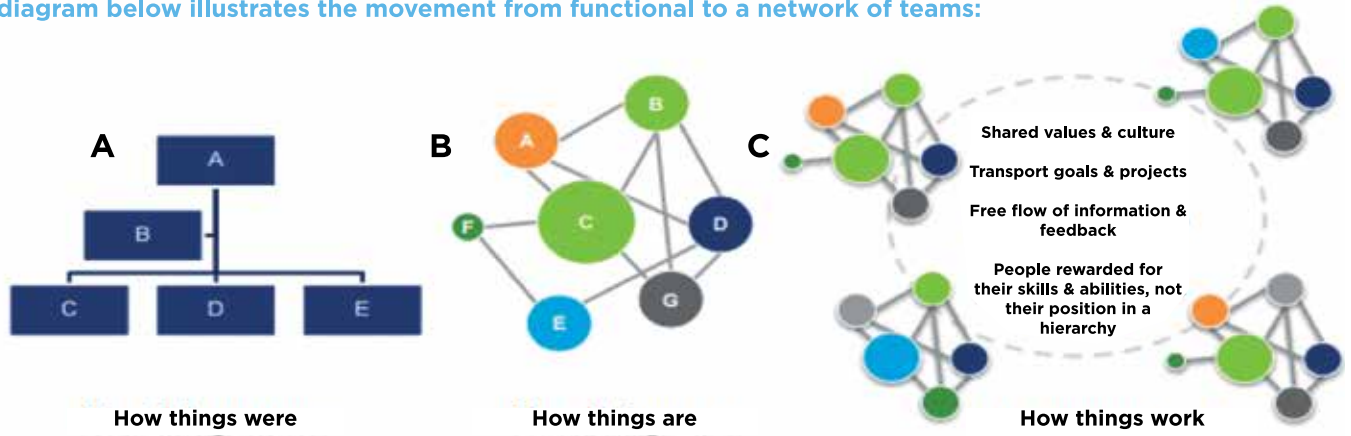 diagram below illustrates the movement from functional to a network of teams:
A
A
B
C
D
E
How things were
B
A
B
C
D
E
F
G
How things are
C
Shared values & culture
Transport goals & projects
Free flow of information &
feedback
People rewarded for
their skills & abilities, not
their position in a
hierarchy
How things work